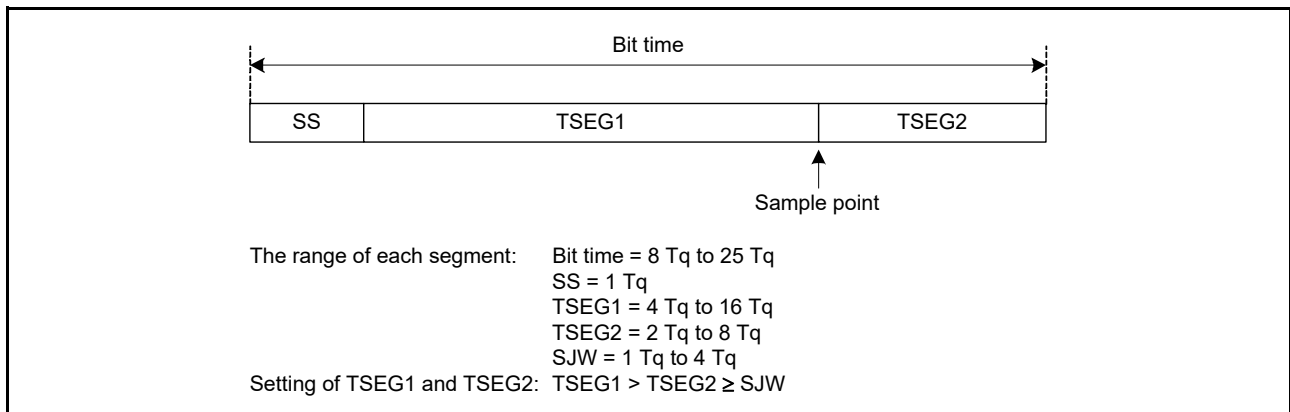 Bit time
SS TSEG1 TSEG2
Sample point
The range of each segment: Bit time = 8 Tq to 25 Tq
SS = 1 Tq
TSEG1 = 4 Tq to 16 Tq
TSEG2 = 2 Tq to 8 Tq
SJW = 1 Tq to 4 Tq
Setting of TSEG1 and TSEG2: TSEG1 > TSEG2 ≥ SJW